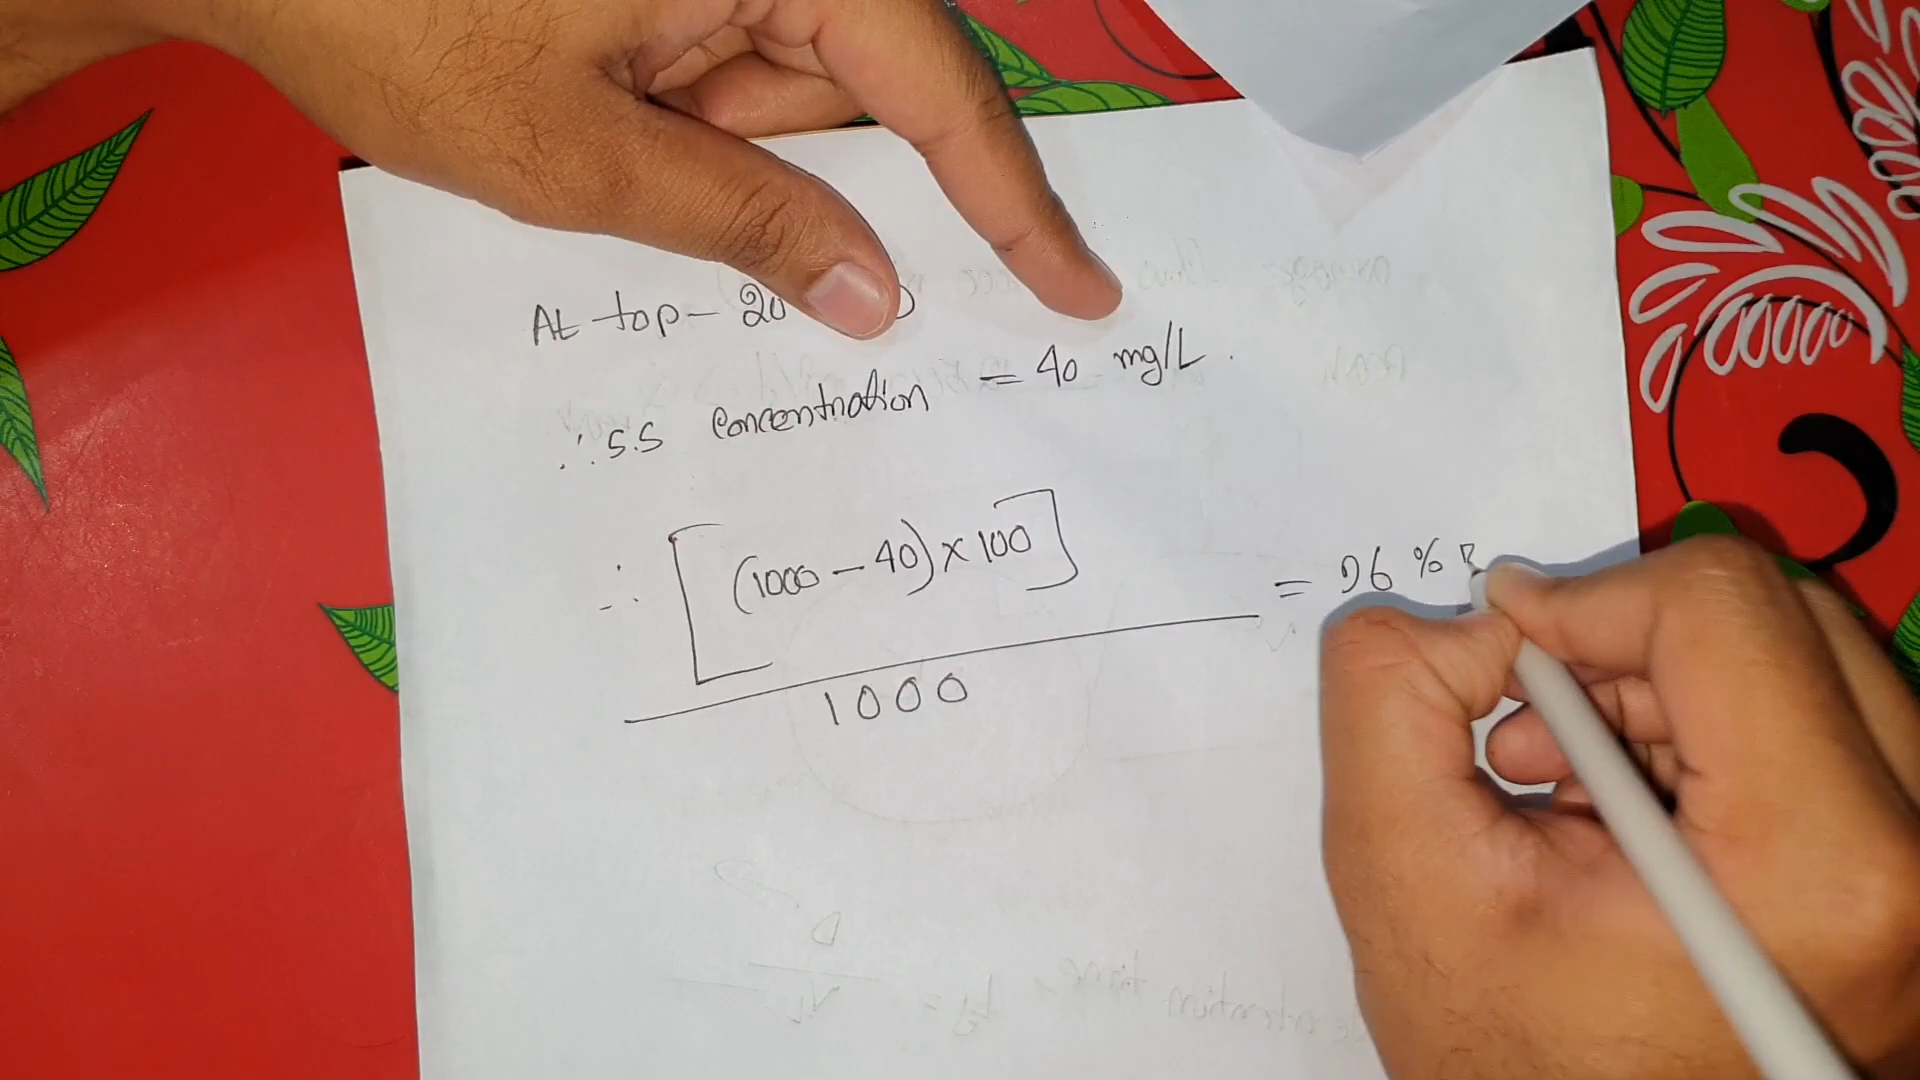 At top - 20
∴ S.S concentration = 40 mg/L.
∴ [(1000 - 40) x 100]
= 96 %
1000